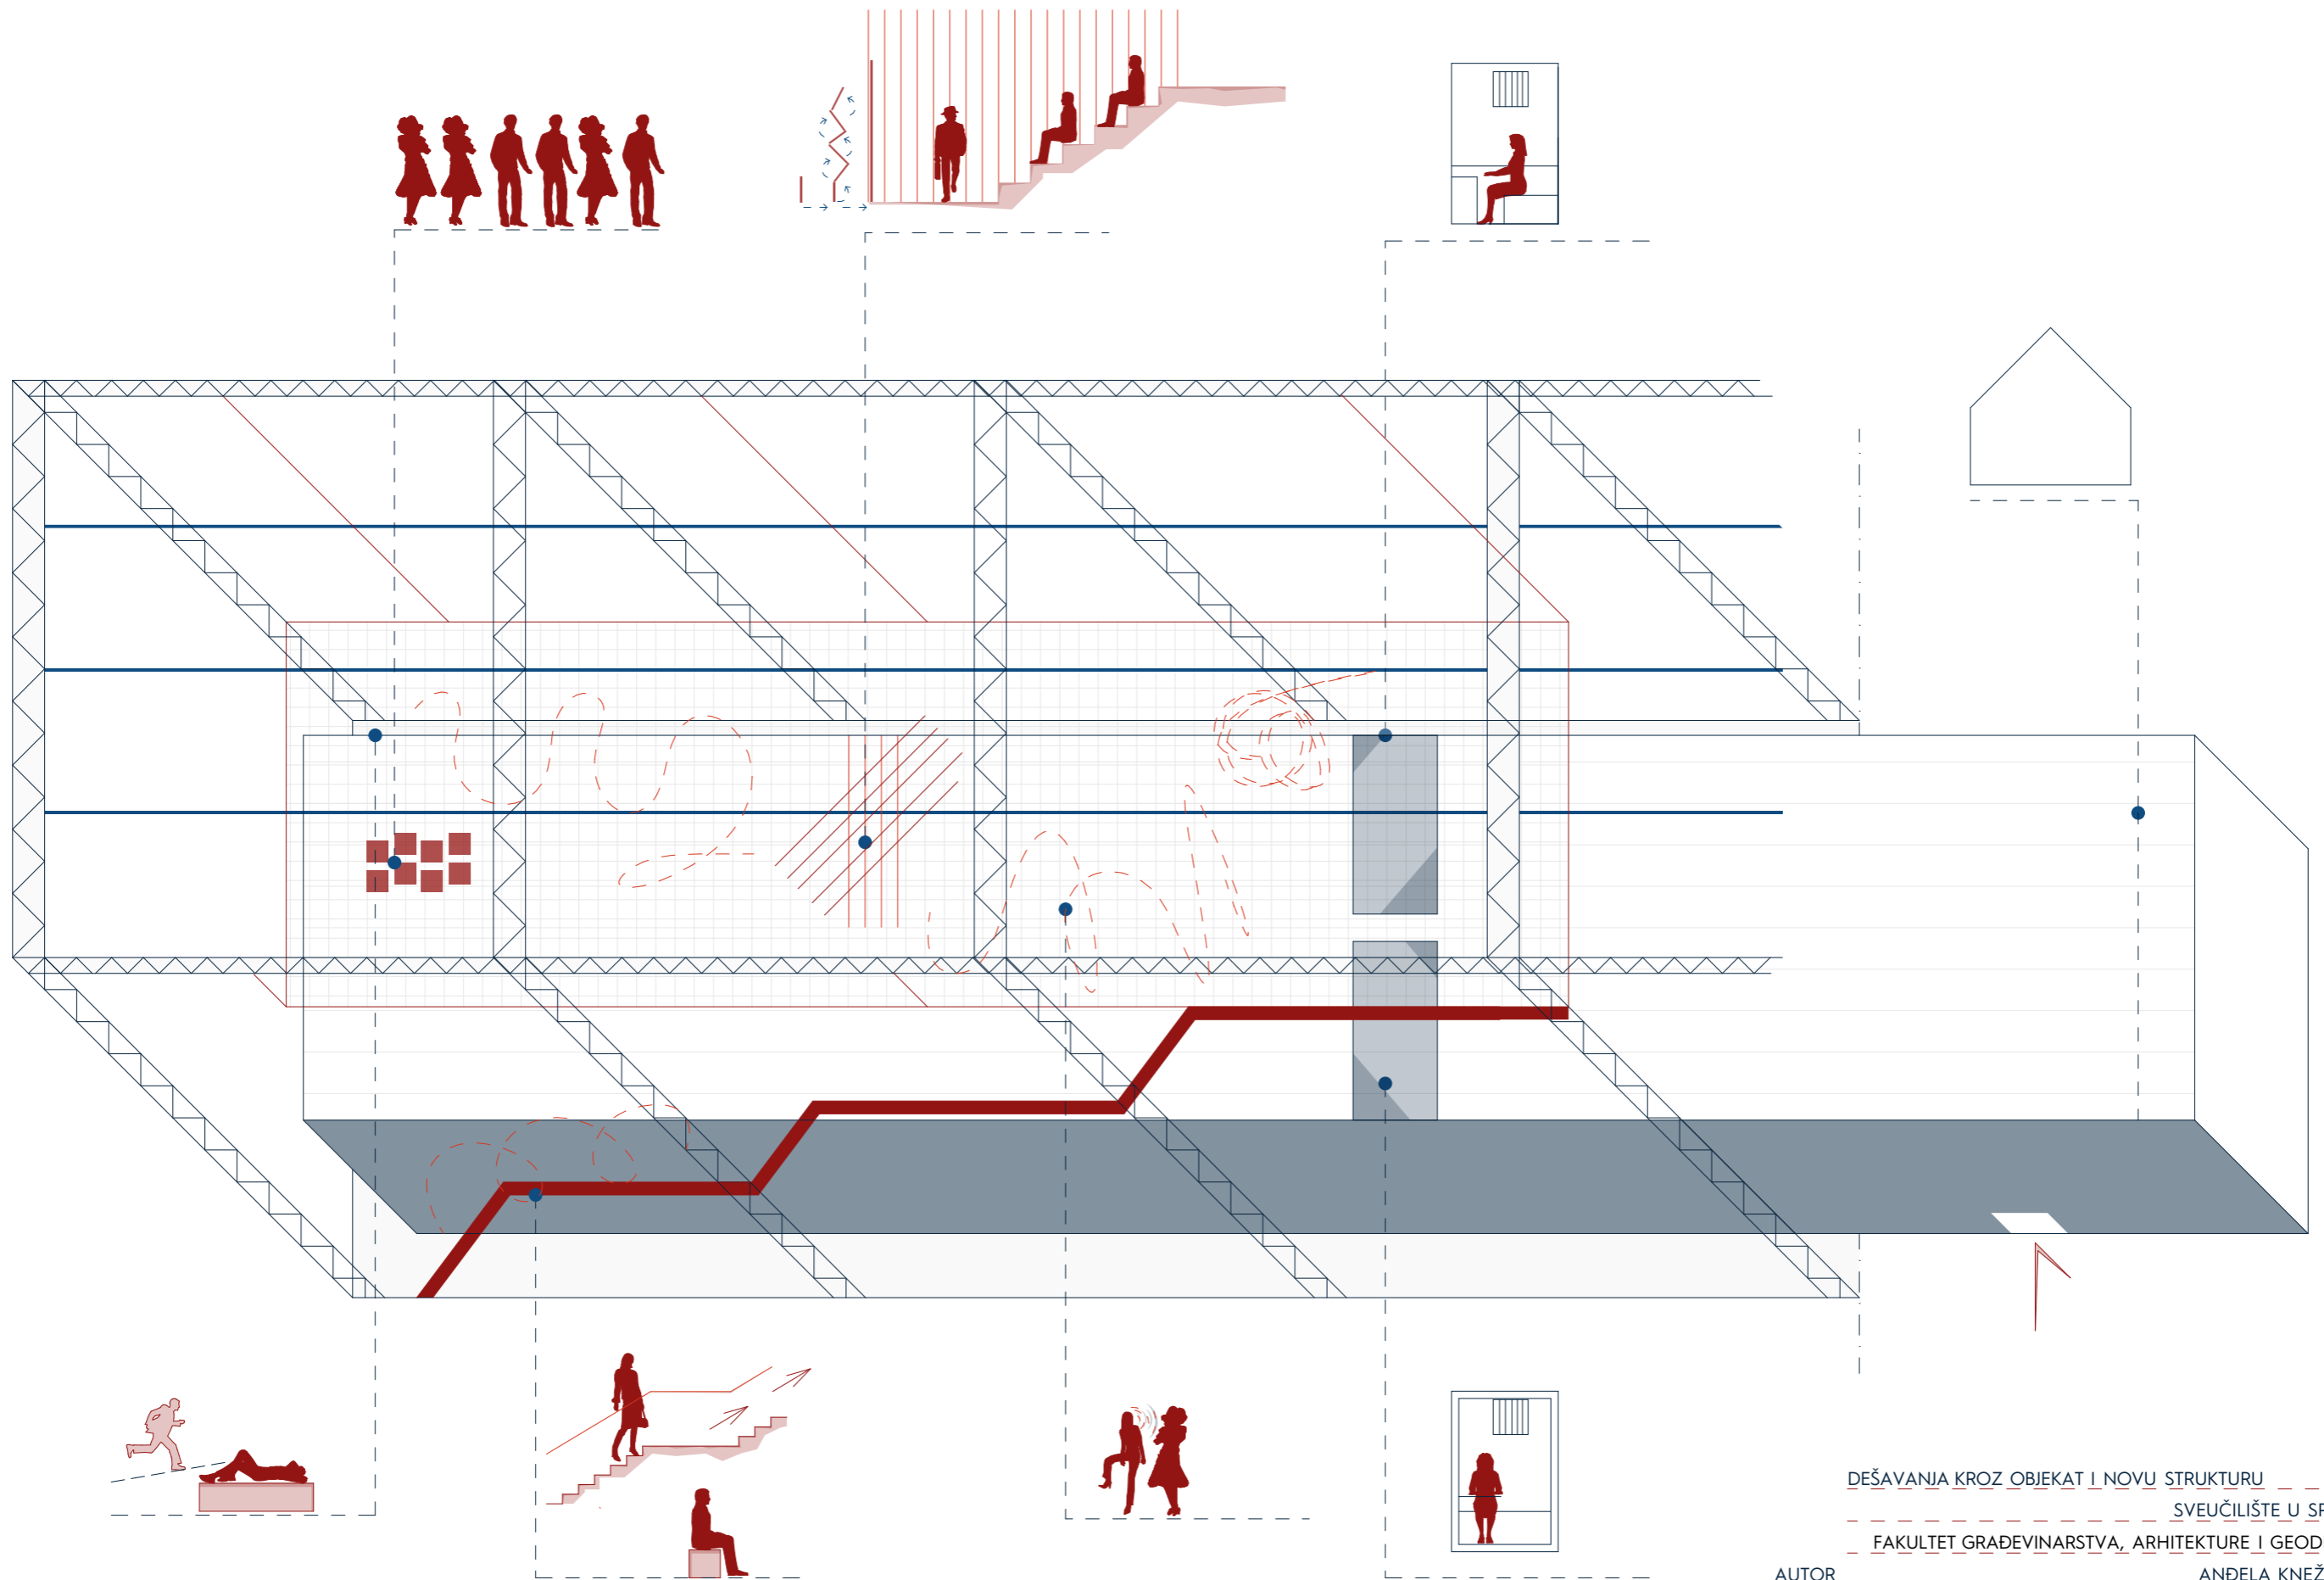 DEŠAVANJA KROZ OBJEKAT I NOVU STRUKTURU
SVEUČILIŠTE U
FAKULTET GRAĐEVINARSTVA, ARHITEKTURE I
AUTOR ANĐELA